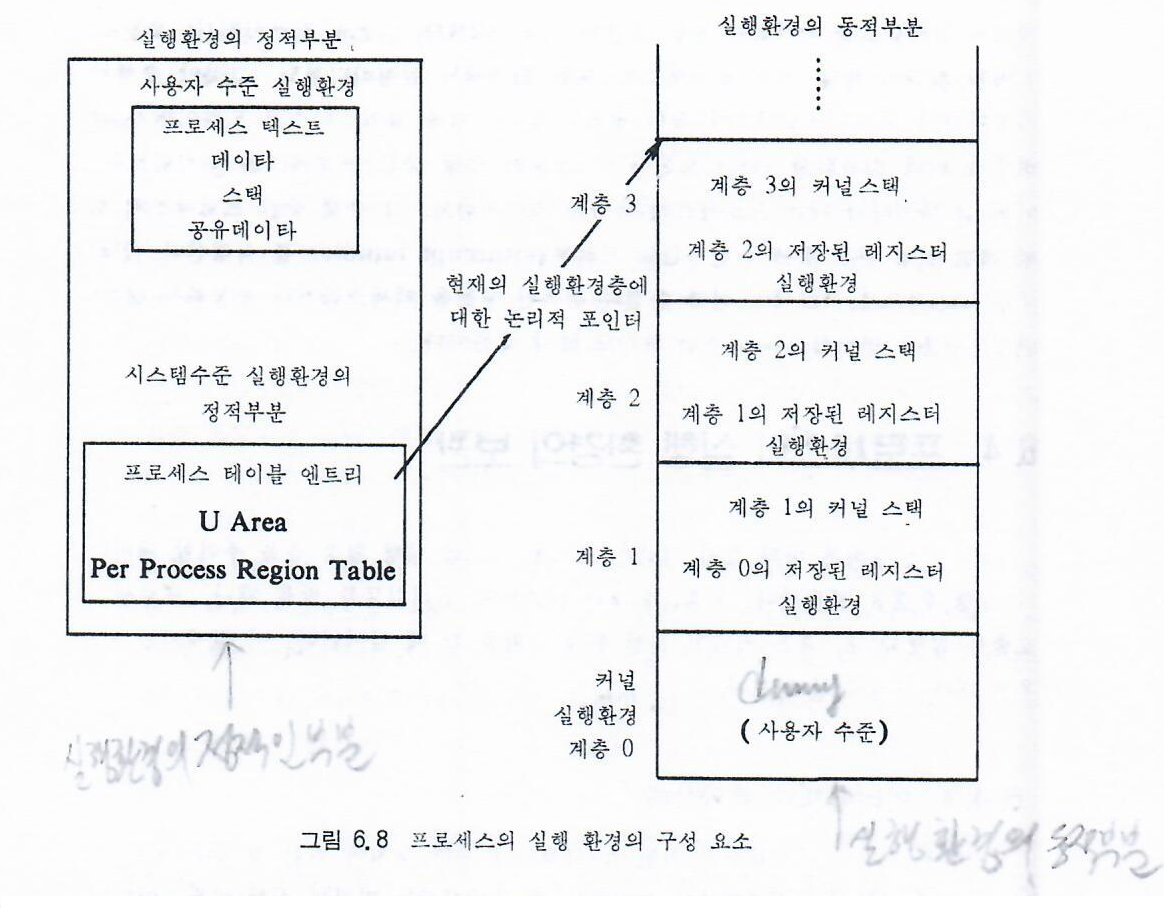 실행환경의 정적부분
사용자 수준 실행환경
프로세스 텍스트
데이타
스택
공유데이타
시스템수준 실행환경의
정적부분
프로세스 테이블 엔트리
U Area
Per Process Region Table
실행환경의 정적인 부분
현재의 실행환경층에
대한 논리적 포인터
실행환경의 동적부분
계층 3
계층 3의 커널스택
계층 2의 저장된 레지스터
실행환경
계층 2
계층 2의 커널 스택
계층 1의 저장된 레지스터
실행환경
계층 1
계층 1의 커널 스택
계층 0의 저장된 레지스터
실행환경
커널
실행환경
계층 0
dummy
(사용자 수준)
실행환경의 동적부분
그림 6.8 프로세스의 실행 환경의 구성 요소